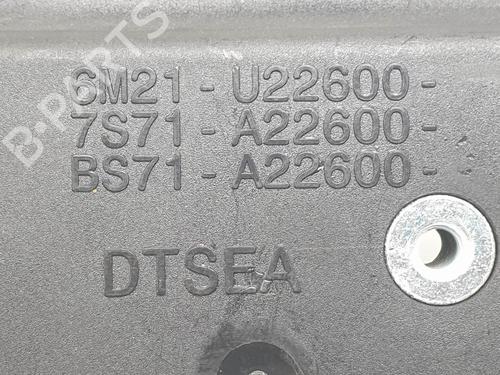 B-PARTS
6M21 - U22600 -
7S71 - A22600 -
BS71 - A22600 -
DTSEA